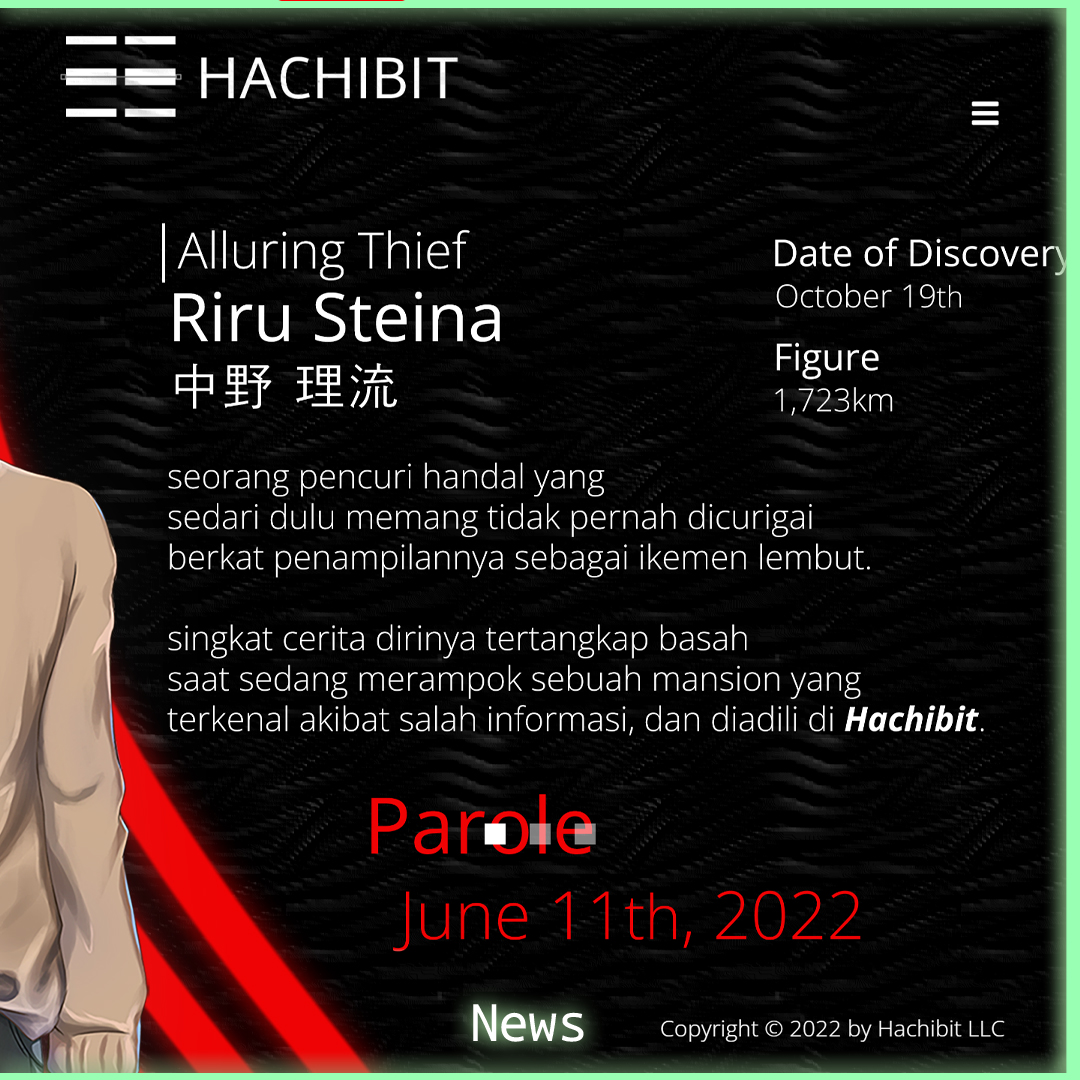 HACHIBIT
Alluring Thief
Riru Steina
中野 理流
Date of Discovery
October 19th
Figure
1,723km
seorang pencuri handal yang
sedari dulu memang tidak pernah dicurigai
berkat penampilannya sebagai ikemen lembut.
singkat cerita dirinya tertangkap basah
saat sedang merampok sebuah mansion yang
terkenal akibat salah informasi, dan diadili di Hachibit.
Parole
June 11th, 2022
News
Copyright © 2022 by Hachibit LLC